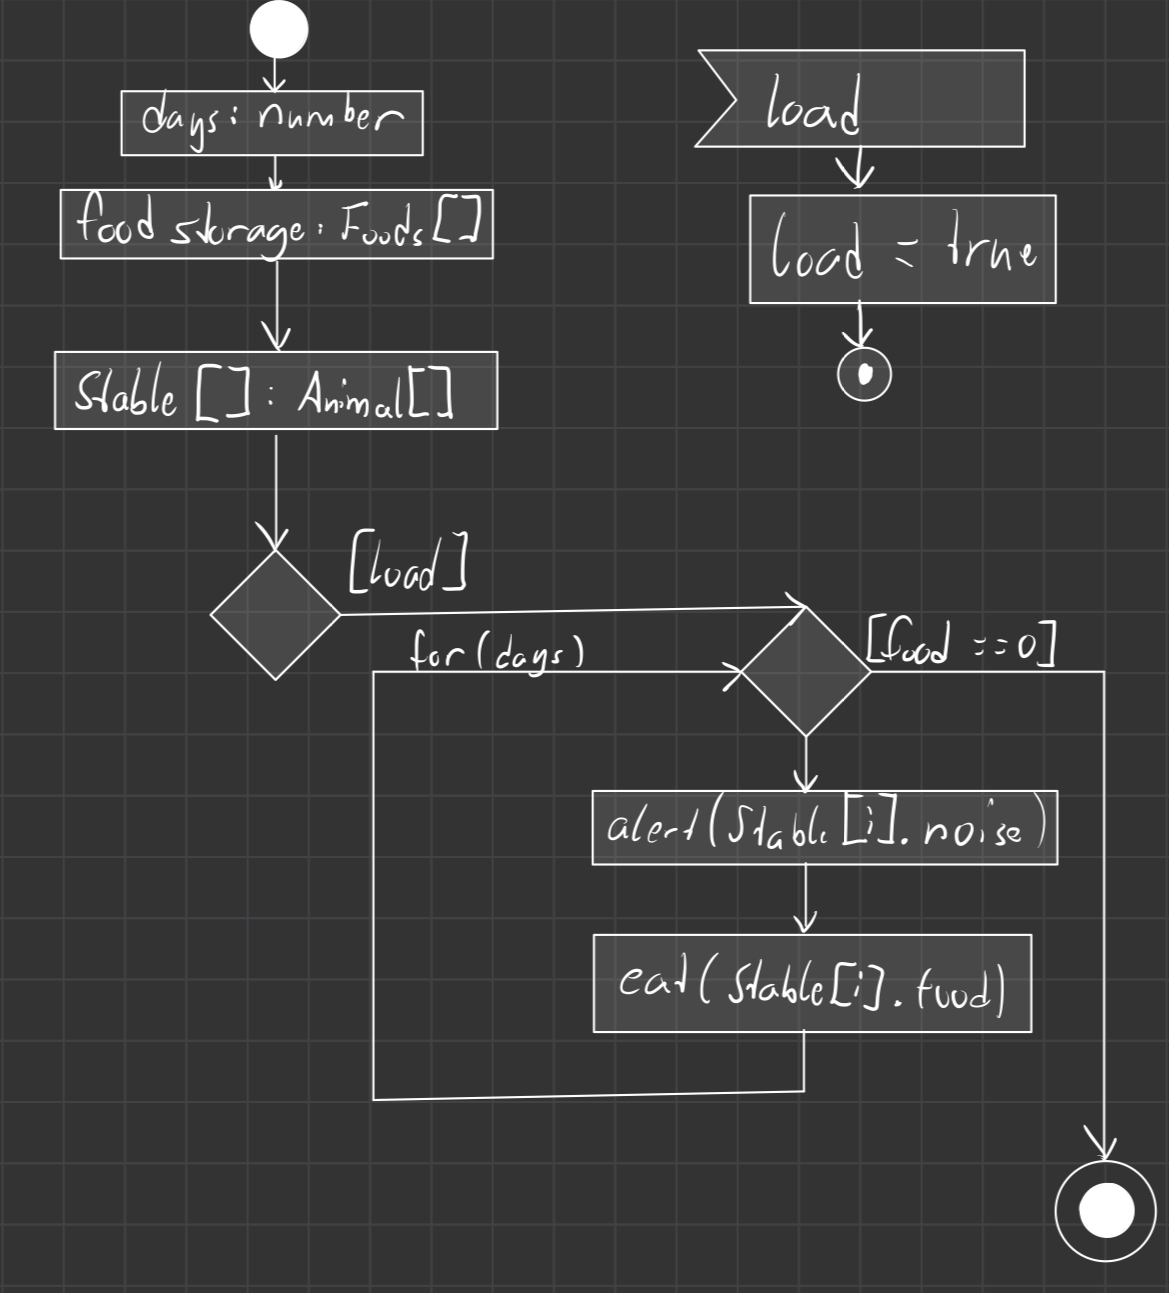 days: number
food storage: Foods[]
Stable []: Animal[]
load
load = true
[load]
for(days)
[food ==0]
alert(Stable[i].noise)
eat(Stable[i].food)